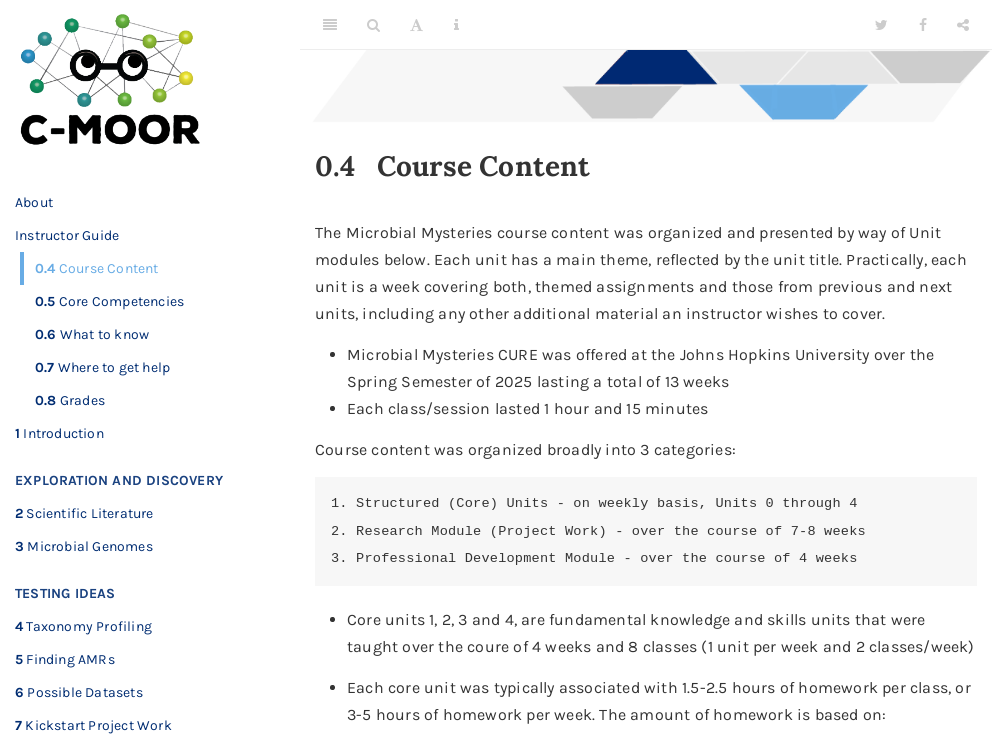 C-MOOR
About
Instructor Guide
0.4 Course Content
0.5 Core Competencies
0.6 What to know
0.7 Where to get help
0.8 Grades
1 Introduction
EXPLORATION AND DISCOVERY
2 Scientific Literature
3 Microbial Genomes
TESTING IDEAS
4 Taxonomy Profiling
5 Finding AMRs
6 Possible Datasets
7 Kickstart Project Work
A
0.4 Course Content
The Microbial Mysteries course content was organized and presented by way of Unit
modules below. Each unit has a main theme, reflected by the unit title. Practically, each
unit is a week covering both, themed assignments and those from previous and next
units, including any other additional material an instructor wishes to cover.
• Microbial Mysteries CURE was offered at the Johns Hopkins University over the
Spring Semester of 2025 lasting a total of 13 weeks
• Each class/session lasted 1 hour and 15 minutes
Course content was organized broadly into 3 categories:
1. Structured (Core) Units - on weekly basis, Units 0 through 4
2. Research Module (Project Work) - over the course of 7-8 weeks
3. Professional Development Module - over the course of 4 weeks
• Core units 1, 2, 3 and 4, are fundamental knowledge and skills units that were
taught over the coure of 4 weeks and 8 classes (1 unit per week and 2 classes/week)
• Each core unit was typically associated with 1.5-2.5 hours of homework per class, or
3-5 hours of homework per week. The amount of homework is based on: